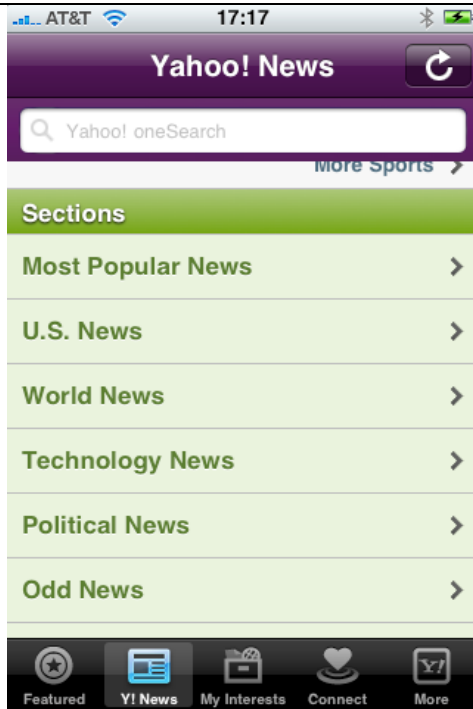 AT&T 17:17
Yahoo! News
Yahoo! oneSearch
More Sports
Sections
Most Popular News
U.S. News
World News
Technology News
Political News
Odd News
Featured Y! News My Interests Connect Y! More